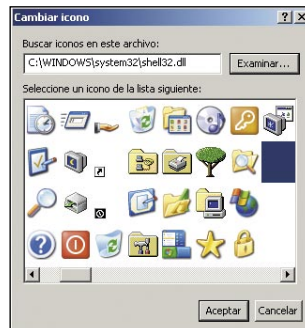 Cambiar icono
Buscar iconos en este archivo:
C:\WINDOWS\system32\shell32.dll
Examinar...
Seleccione un icono de la lista siguiente:
Aceptar
Cancelar